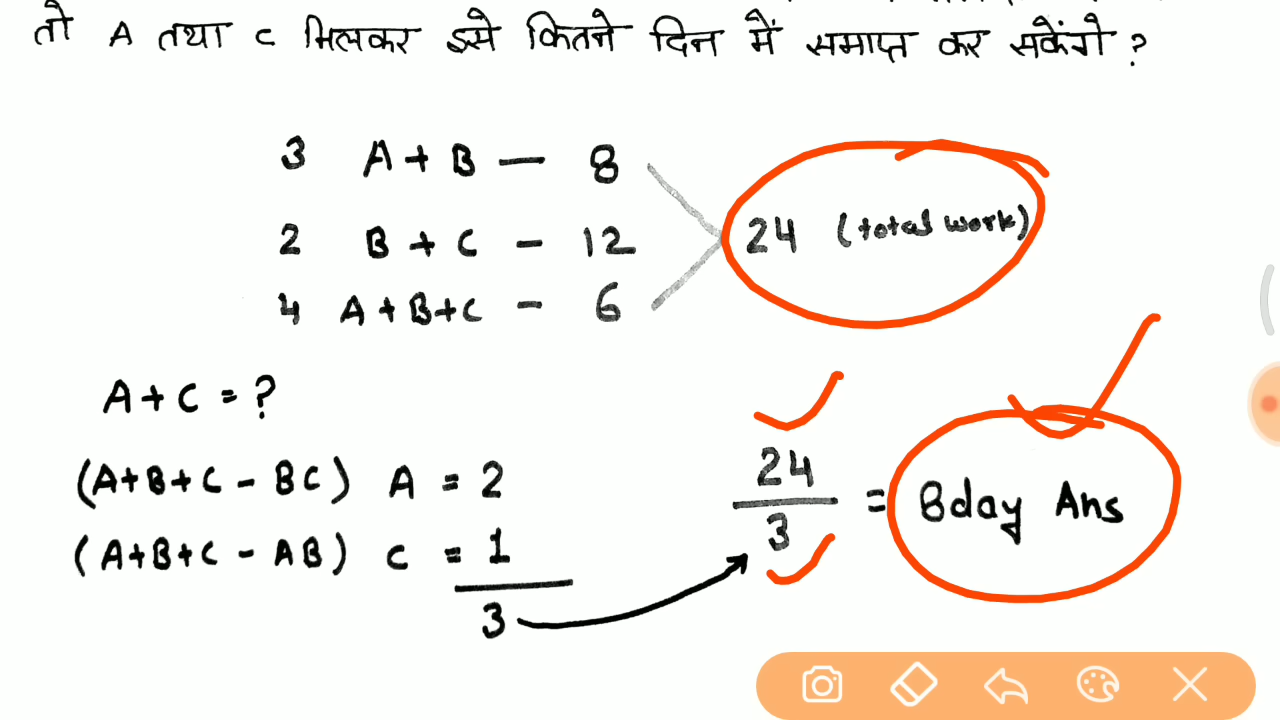 तो A तथा C मिलकर इसे कितने दिन में समाप्त कर सकेंगे ?
3 A + B — 8
2 B + C - 12
4 A + B + C - 6
24 (total work)
A + C = ?
(A+B+C - BC) A = 2
(A+B+C - AB) C = 1
3
24
3
= 8day Ans